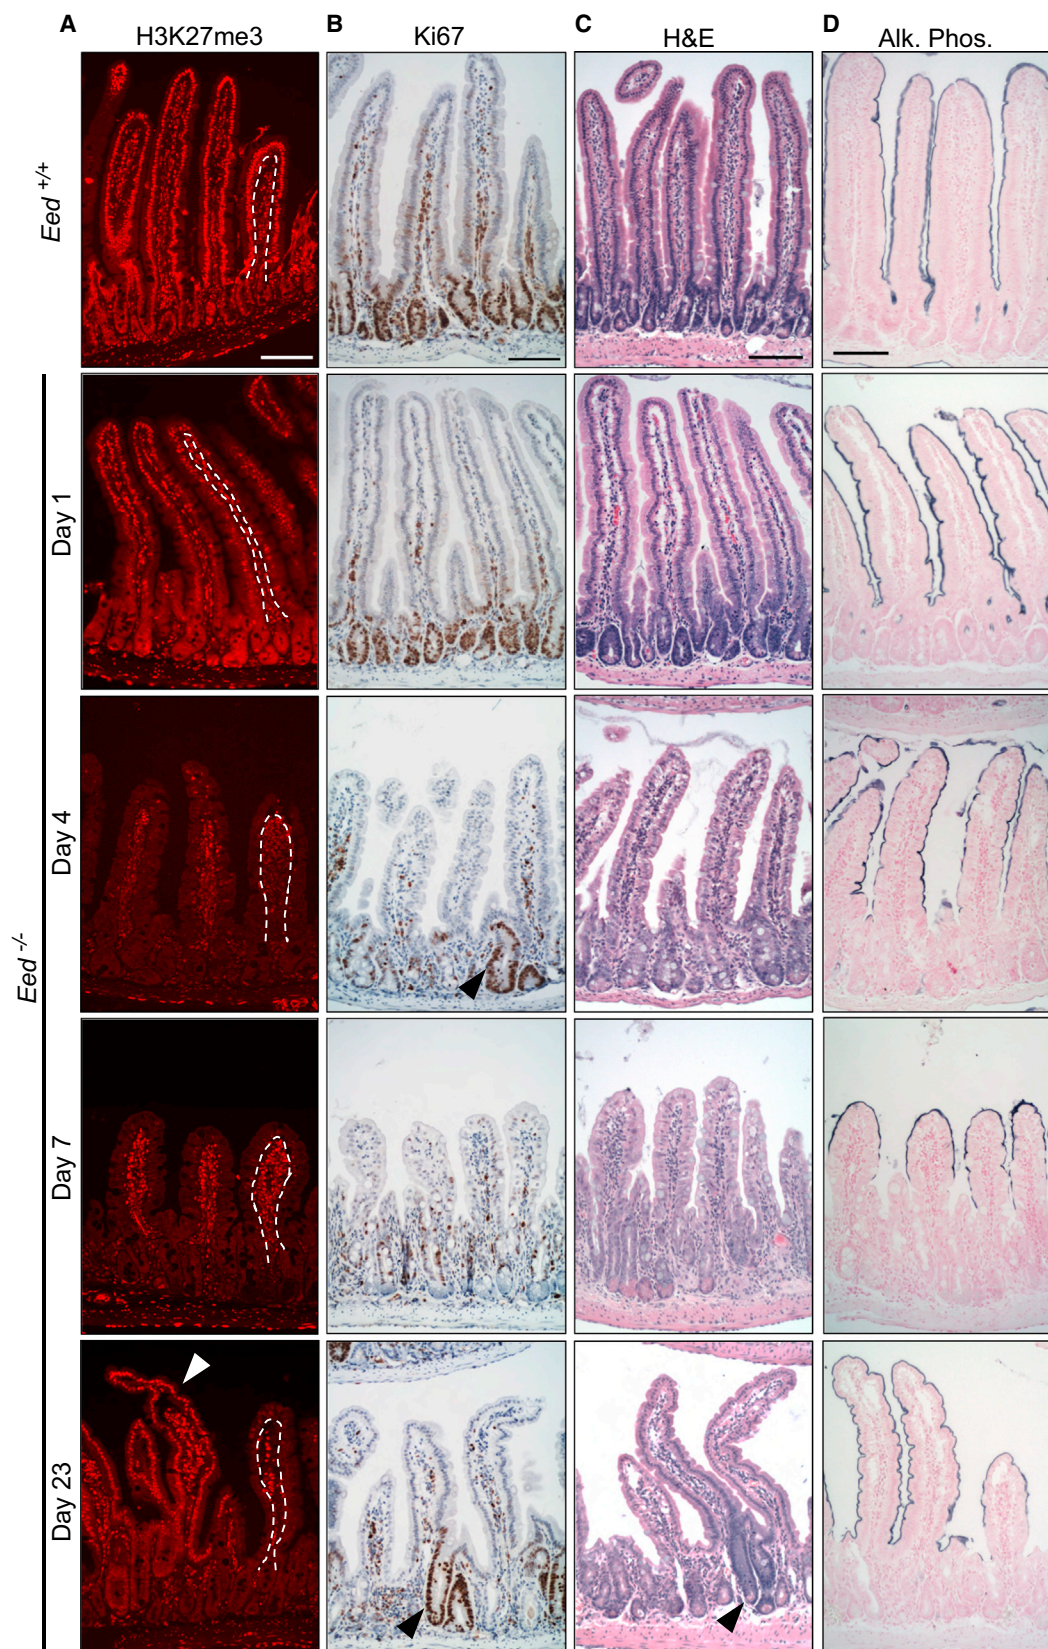 A B C D
H3K27me3 Ki67 H&E Alk. Phos.
Eed +/+
Eed -/-
Day 1
Day 4
Day 7
Day 23